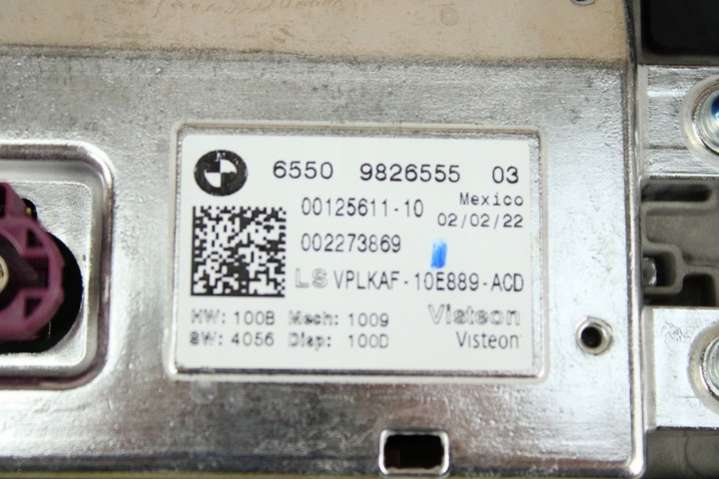 6550 9826555 03
00125611-10 Mexico
02/02/22
002273869
LS VPLKAF-10E889-ACD
HW: 100B Mech: 1009 Visteon
SW: 4056 Disp: 100D Visteon